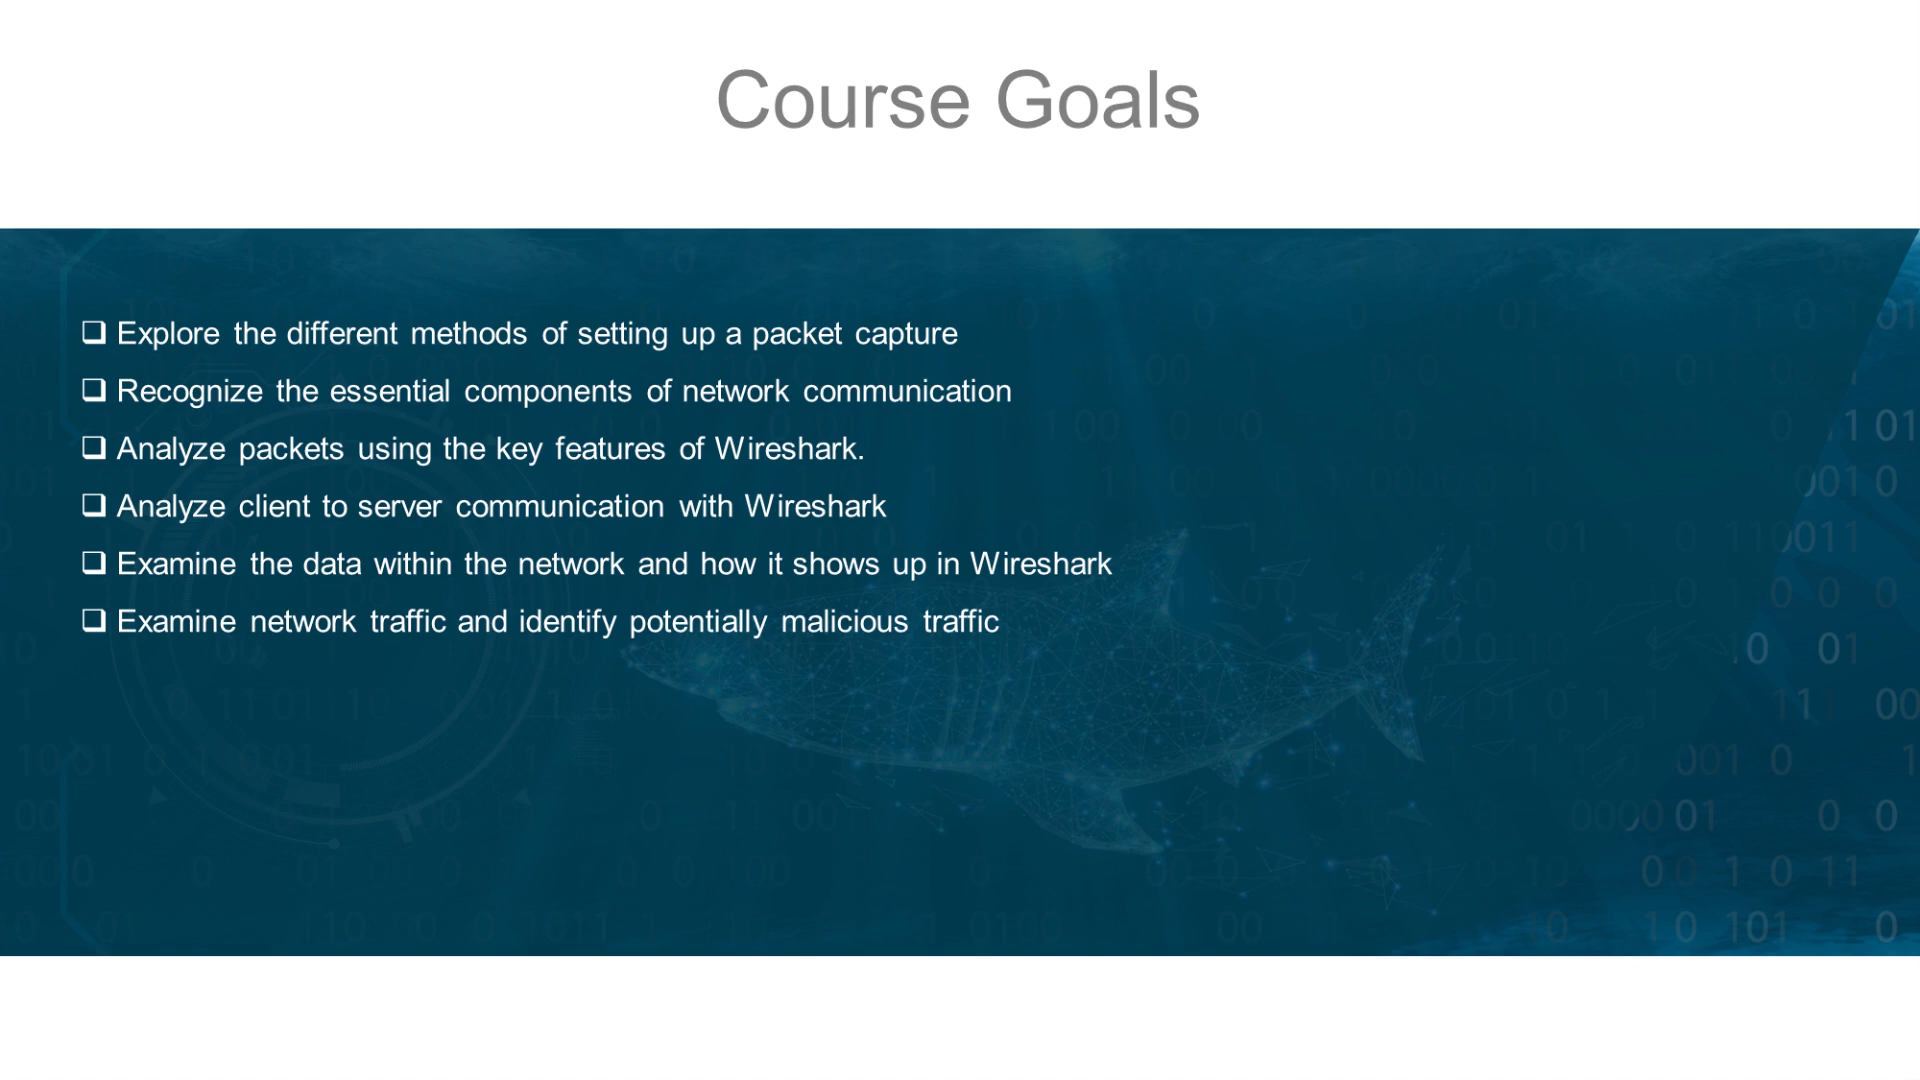 Course Goals
Explore the different methods of setting up a packet capture
Recognize the essential components of network communication
Analyze packets using the key features of Wireshark.
Analyze client to server communication with Wireshark
Examine the data within the network and how it shows up in Wireshark
Examine network traffic and identify potentially malicious traffic